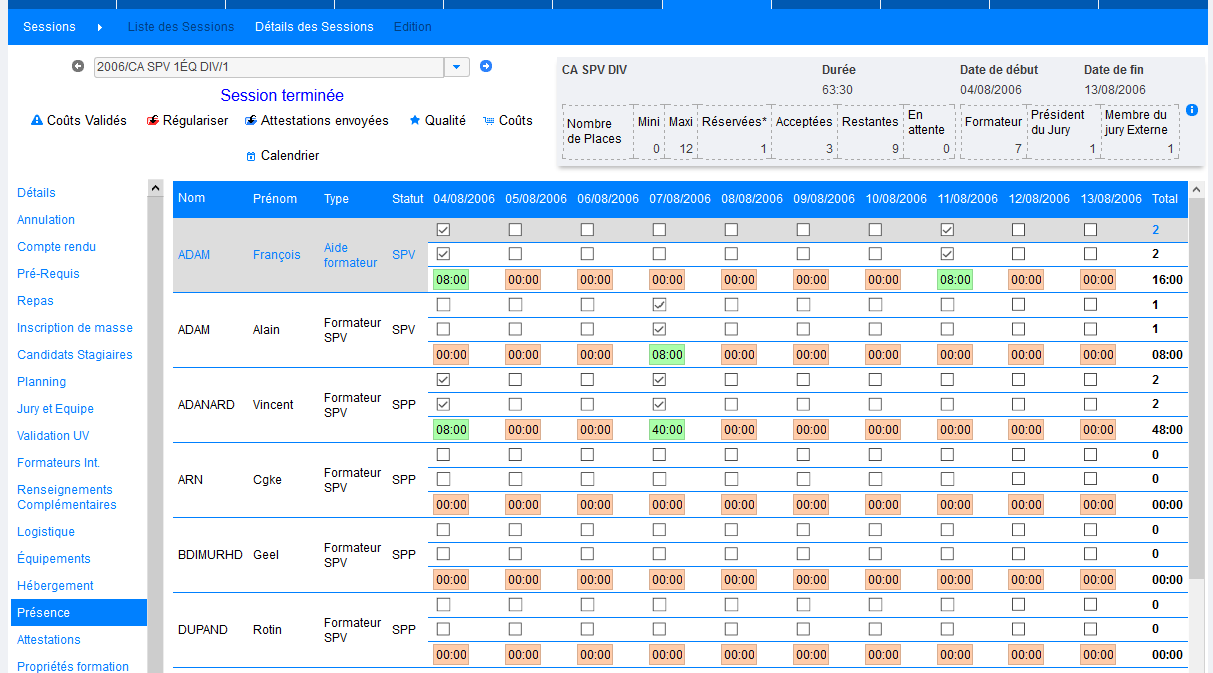 Sessions Liste des Sessions Détails des Sessions Edition
2006/CA SPV 1ÉQ DIV/1
Session terminée
Coûts Validés Régulariser Attestations envoyées Qualité Coûts
Calendrier
CA SPV DIV Durée Date de début Date de fin
63:30 04/08/2006 13/08/2006
Nombre de Places Mini Maxi Réservées* Acceptées Restantes En attente Formateur Président du Jury Membre du jury Externe
0 12 1 3 9 0 7 1 1
Détails
Annulation
Compte rendu
Pré-Requis
Repas
Inscription de masse
Candidats Stagiaires
Planning
Jury et Equipe
Validation UV
Formateurs Int.
Renseignements
Complémentaires
Logistique
Équipements
Hébergement
Présence
Attestations
Propriétés formation
Nom Prénom Type Statut 04/08/2006 05/08/2006 06/08/2006 07/08/2006 08/08/2006 09/08/2006 10/08/2006 11/08/2006 12/08/2006 13/08/2006 Total
2
ADAM François Aide formateur SPV 2
08:00 00:00 00:00 00:00 00:00 00:00 00:00 08:00 00:00 00:00 16:00
1
ADAM Alain Formateur SPV SPV 1
00:00 00:00 00:00 08:00 00:00 00:00 00:00 00:00 00:00 00:00 08:00
2
ADANARD Vincent Formateur SPV SPP 2
08:00 00:00 00:00 40:00 00:00 00:00 00:00 00:00 00:00 00:00 48:00
0
ARN Cgke Formateur SPV SPP 0
00:00 00:00 00:00 00:00 00:00 00:00 00:00 00:00 00:00 00:00 00:00
0
BDIMURHD Geel Formateur SPV SPP 0
00:00 00:00 00:00 00:00 00:00 00:00 00:00 00:00 00:00 00:00 00:00
0
DUPAND Rotin Formateur SPV SPP 0
00:00 00:00 00:00 00:00 00:00 00:00 00:00 00:00 00:00 00:00 00:00